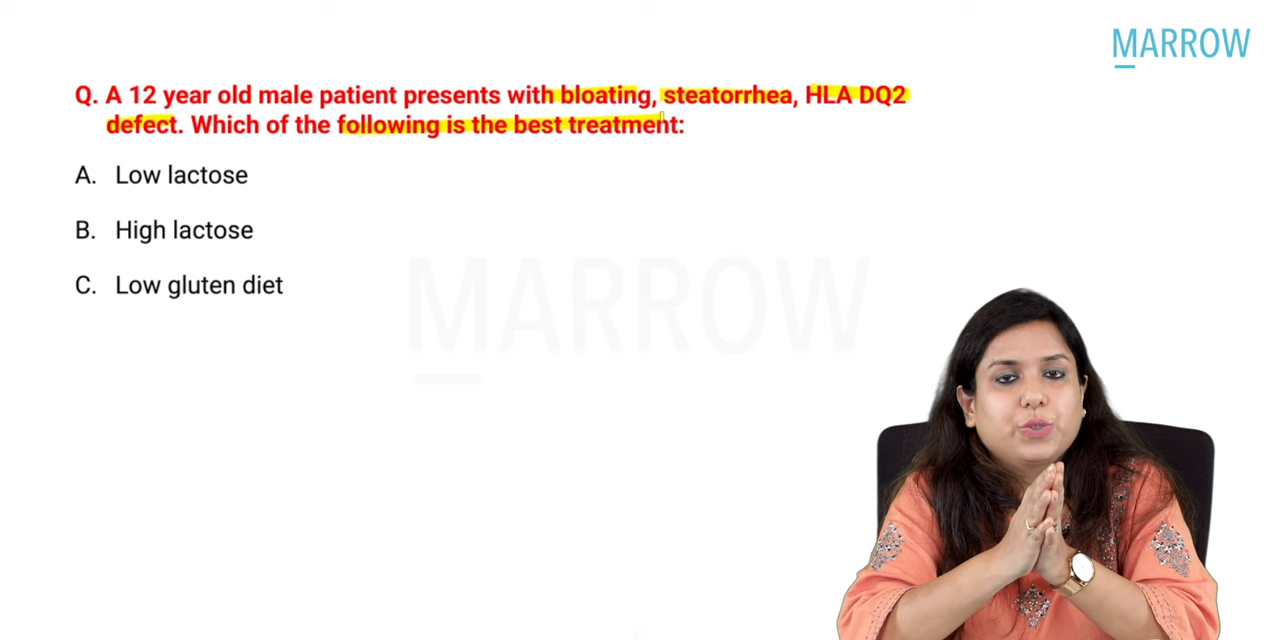 MARROW
Q. A 12 year old male patient presents with bloating, steatorrhea, HLA DQ2
defect. Which of the following is the best treatment:
A. Low lactose
B. High lactose
C. Low gluten diet
MARROW